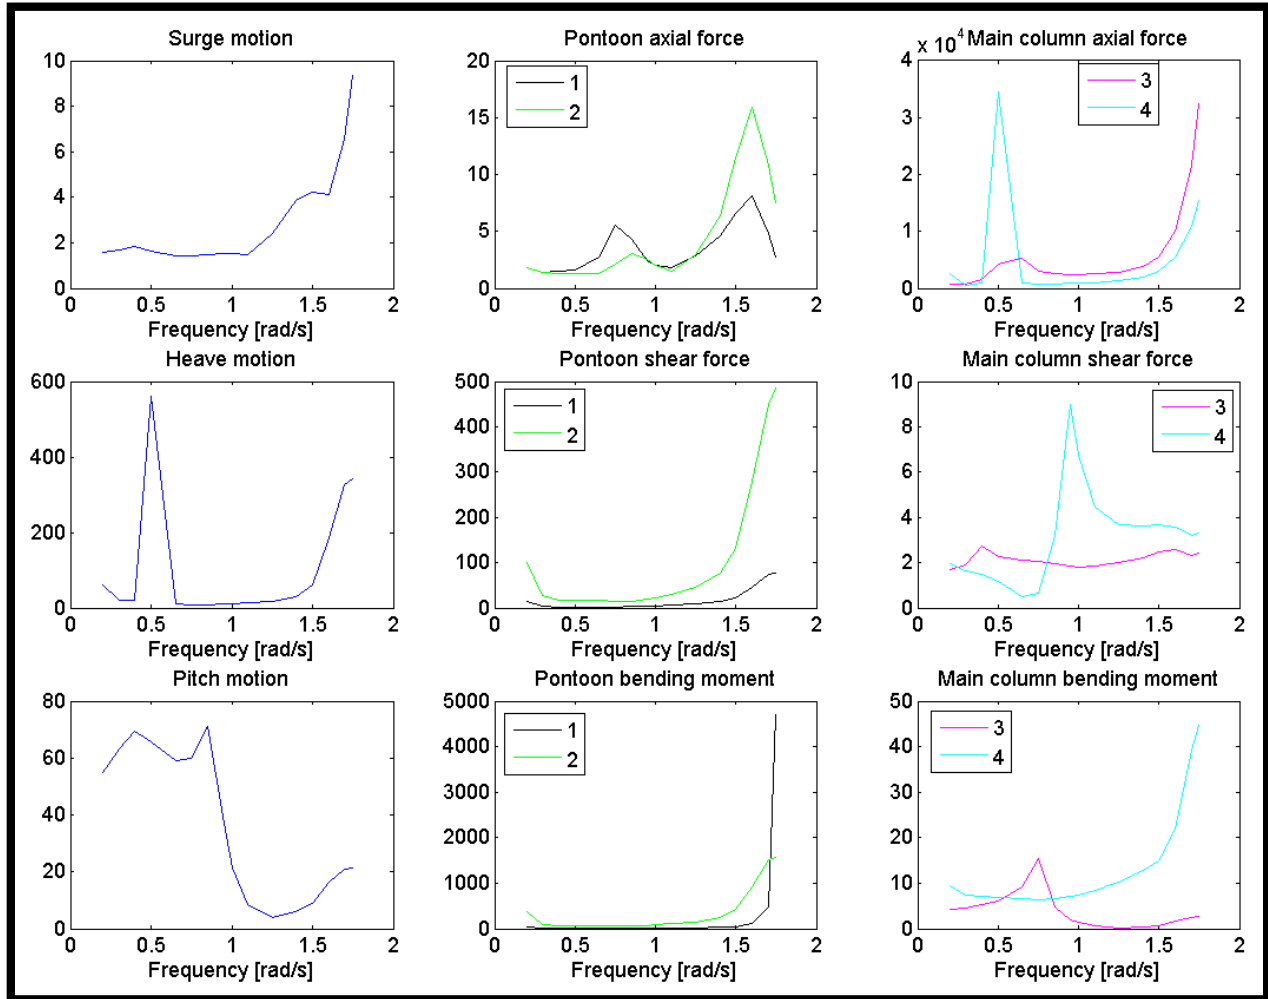 Surge motion
10
8
6
4
2
0
0 0.5 1 1.5 2
Frequency [rad/s]
Pontoon axial force
20
15
10
5
0
1
2
0 0.5 1 1.5 2
Frequency [rad/s]
x 10^4 Main column axial force
4
3
2
1
0
3
4
0 0.5 1 1.5 2
Frequency [rad/s]
Heave motion
600
400
200
0
0 0.5 1 1.5 2
Frequency [rad/s]
Pontoon shear force
500
400
300
200
100
0
1
2
0 0.5 1 1.5 2
Frequency [rad/s]
Main column shear force
10
8
6
4
2
0
3
4
0 0.5 1 1.5 2
Frequency [rad/s]
Pitch motion
80
60
40
20
0
0 0.5 1 1.5 2
Frequency [rad/s]
Pontoon bending moment
5000
4000
3000
2000
1000
0
1
2
0 0.5 1 1.5 2
Frequency [rad/s]
Main column bending moment
50
40
30
20
10
0
3
4
0 0.5 1 1.5 2
Frequency [rad/s]